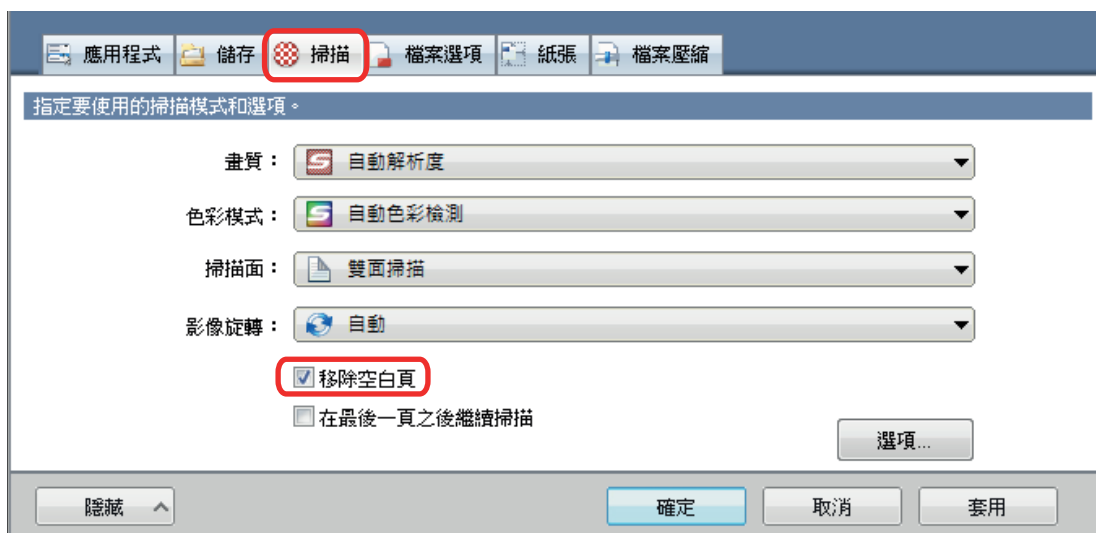 應用程式 儲存 掃描 檔案選項 紙張 檔案壓縮
指定要使用的掃描模式和選項。
畫質： 自動解析度
色彩模式： 自動色彩檢測
掃描面： 雙面掃描
影像旋轉： 自動
移除空白頁
在最後一頁之後繼續掃描
選項...
隱藏 確定 取消 套用